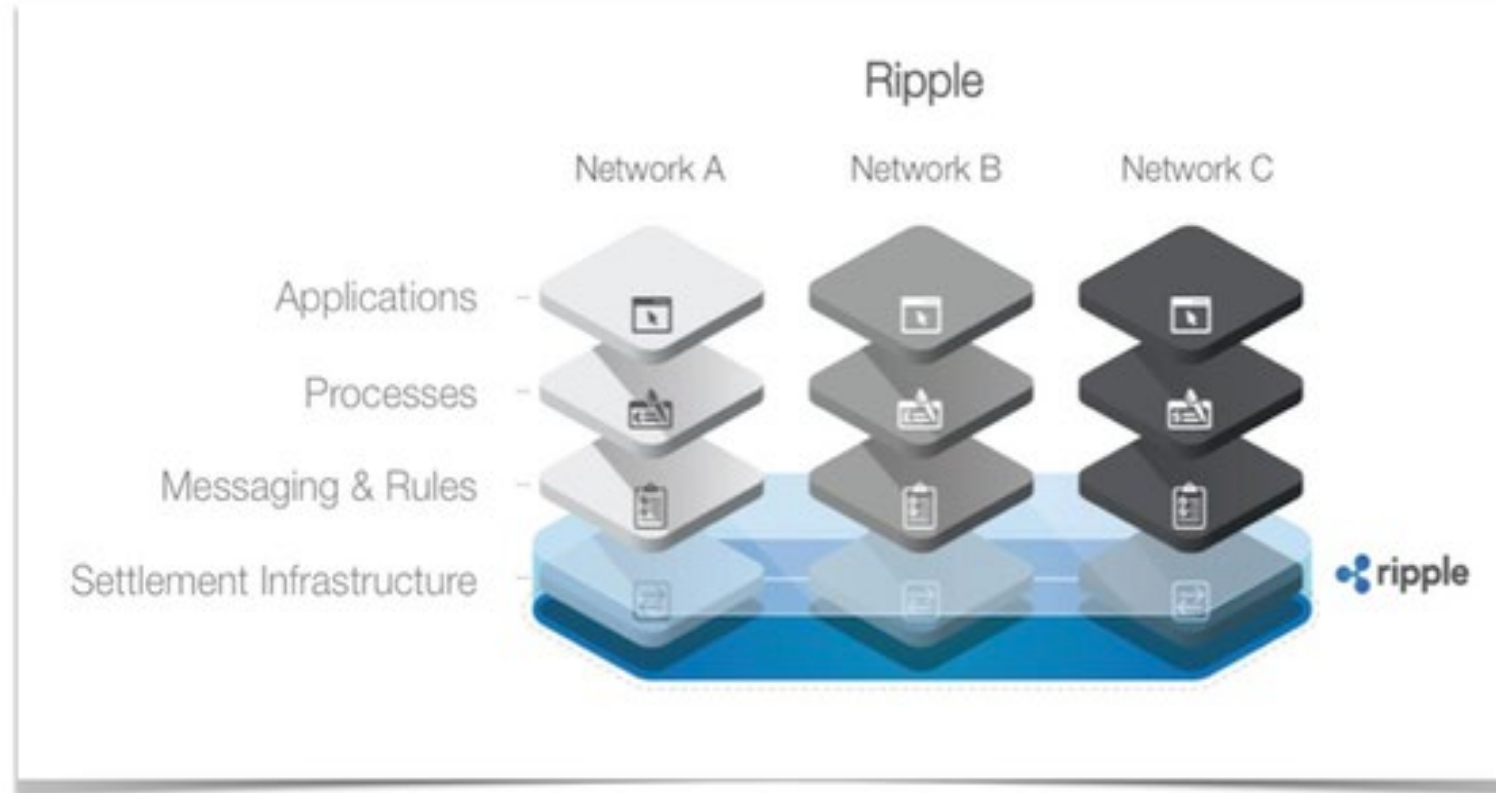 Ripple
Network A Network B Network C
Applications
Processes
Messaging & Rules
Settlement Infrastructure
ripple